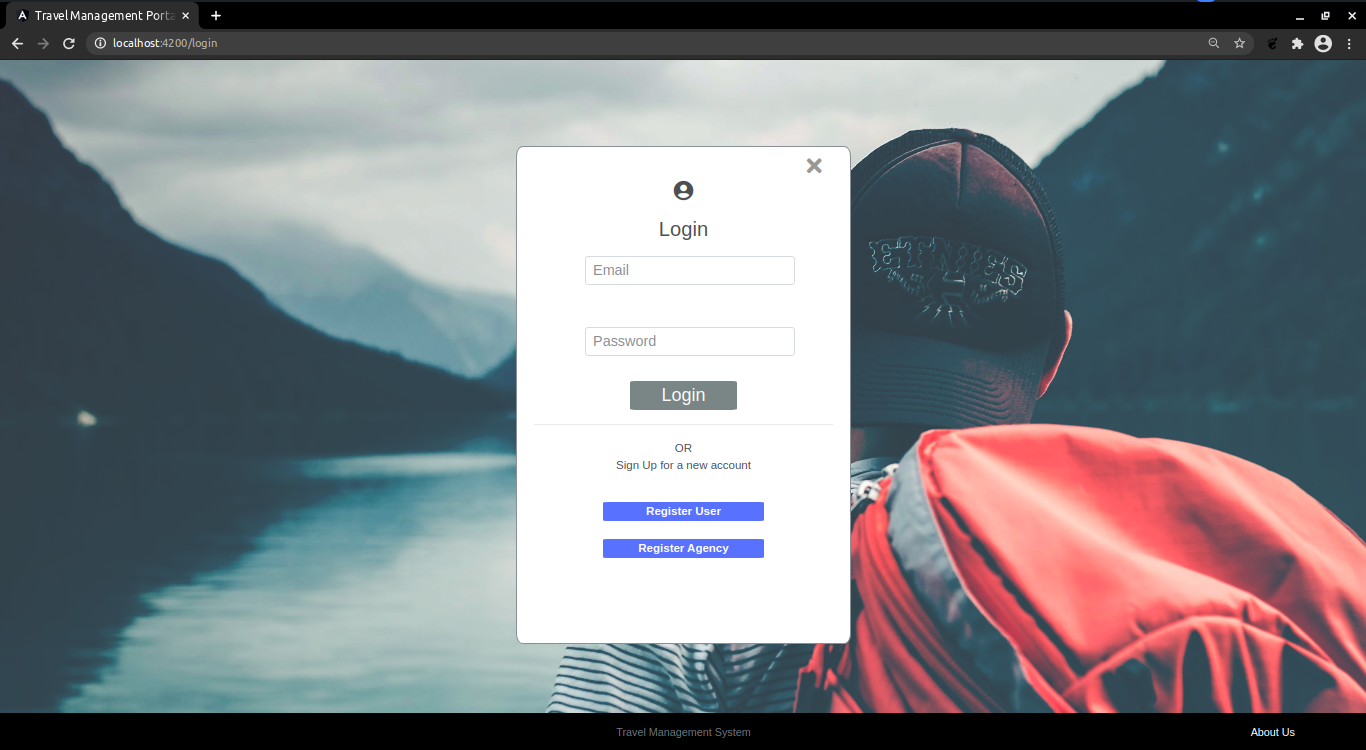 Travel Management Porta
localhost:4200/login
Login
Email
Password
Login
OR
Sign Up for a new account
Register User
Register Agency
Travel Management System
About Us